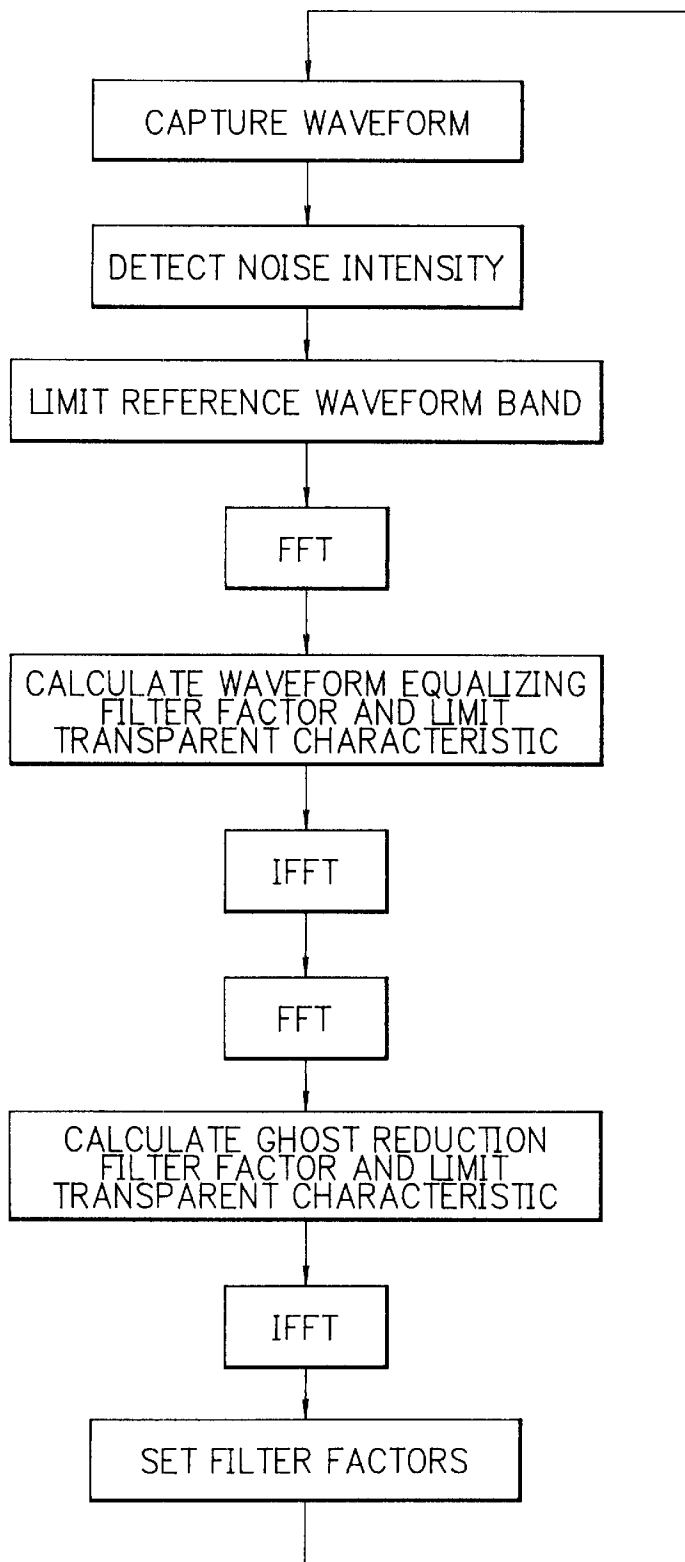 CAPTURE WAVEFORM
DETECT NOISE INTENSITY
LIMIT REFERENCE WAVEFORM BAND
FFT
CALCULATE WAVEFORM EQUALIZING
FILTER FACTOR AND LIMIT
TRANSPARENT CHARACTERISTIC
IFFT
FFT
CALCULATE GHOST REDUCTION
FILTER FACTOR AND LIMIT
TRANSPARENT CHARACTERISTIC
IFFT
SET FILTER FACTORS